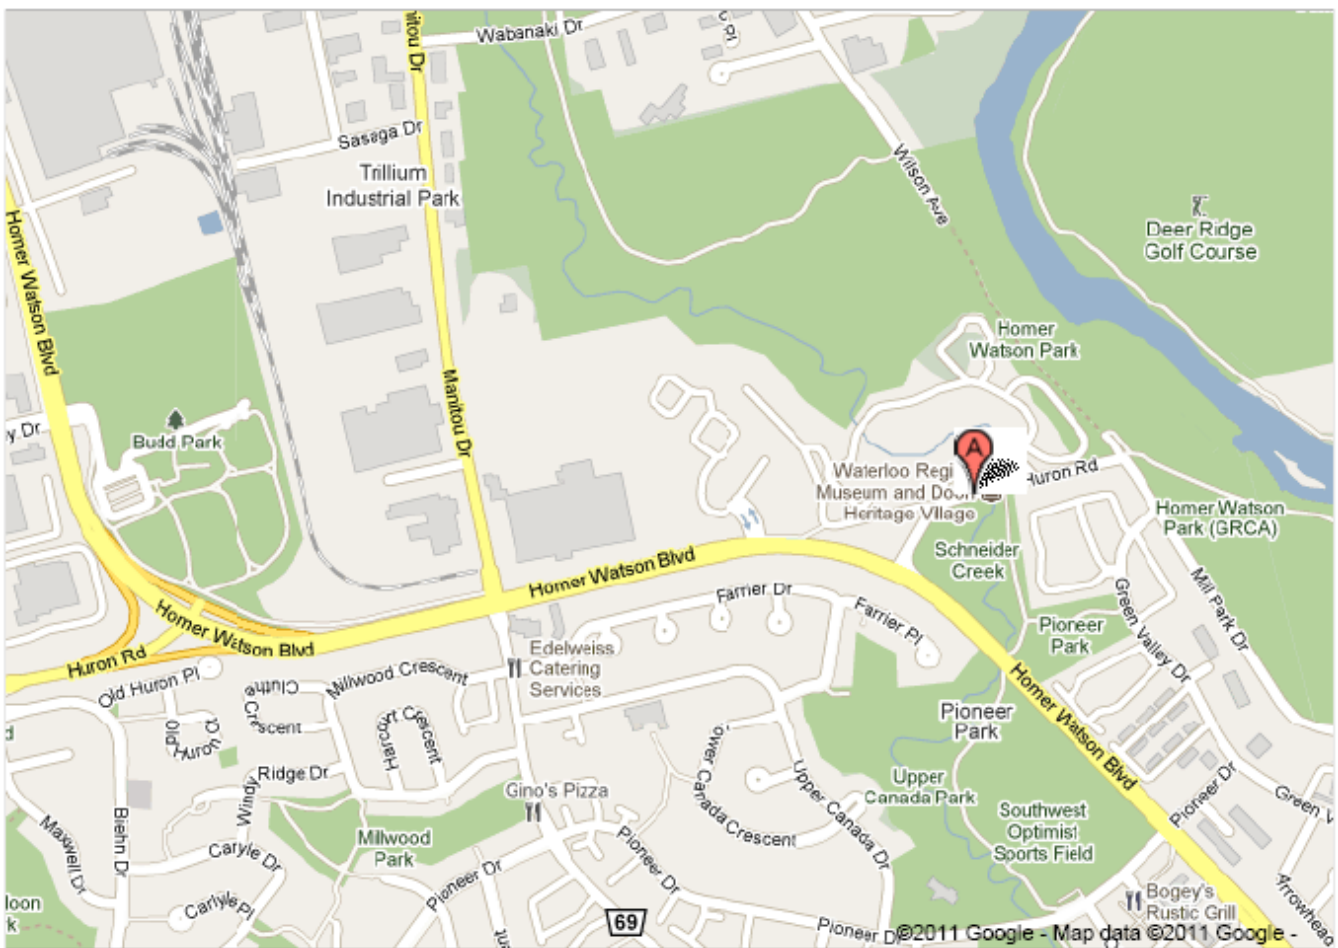 Wabanaki Dr
itou Dr
Sasaga Dr
Trillium
Industrial Park
Wilson Ave
Deer Ridge
Golf Course
Homer Watson Blvd
Homer
Watson Park
Manitou Dr
y Dr
Budd Park
A
Waterloo Regi
Museum and Doon
Heritage Village
Huron Rd
Homer Watson
Park (GRCA)
Schneider
Creek
Homer Watson Blvd
Farrier Dr
Farrier Pl
Green Valley Dr
Mill Park Dr
Pioneer
Park
Homer Watson Blvd
Huron Rd
Old Huron Pl
Edelweiss
Catering
Services
Millwood Crescent
Cluthe
Crescent
Harcourt Crescent
Old
Homer Watson Blvd
Pioneer
Park
Windy Ridge Dr
Gino's Pizza
Tower Canada Crescent
Upper Canada Dr
Upper
Canada Park
Southwest
Optimist
Sports Field
Pioneer Dr
Green V
Maxwell Dr
Biehn Dr
Millwood
Park
Caryle Dr
Carlyle Pl
Pioneer Dr
Pioneer Dr
loon
k
69
Bogey's
Rustic Grill
Arrowhead
Pioneer D
©2011 Google - Map data ©2011 Google -